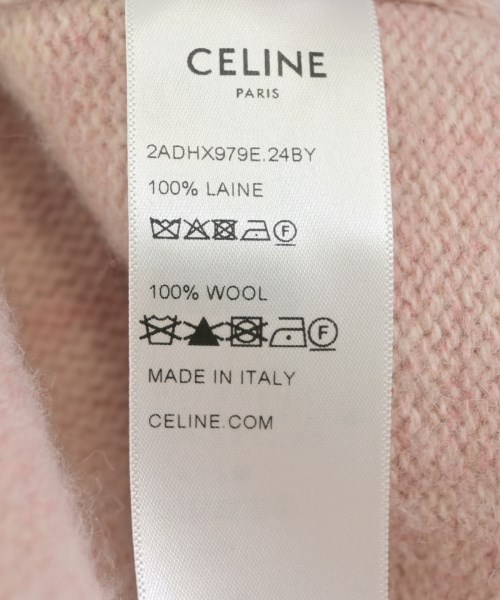 CELINE
PARIS
2ADHX979E.24BY
100% LAINE
F
100% WOOL
F
MADE IN ITALY
CELINE.COM